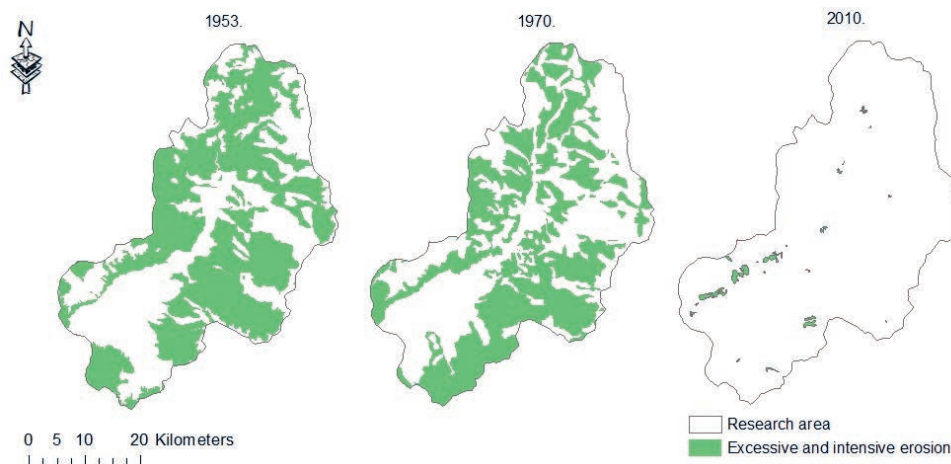 1953.
1970.
2010.
N
Research area
Excessive and intensive erosion
0 5 10 20 Kilometers